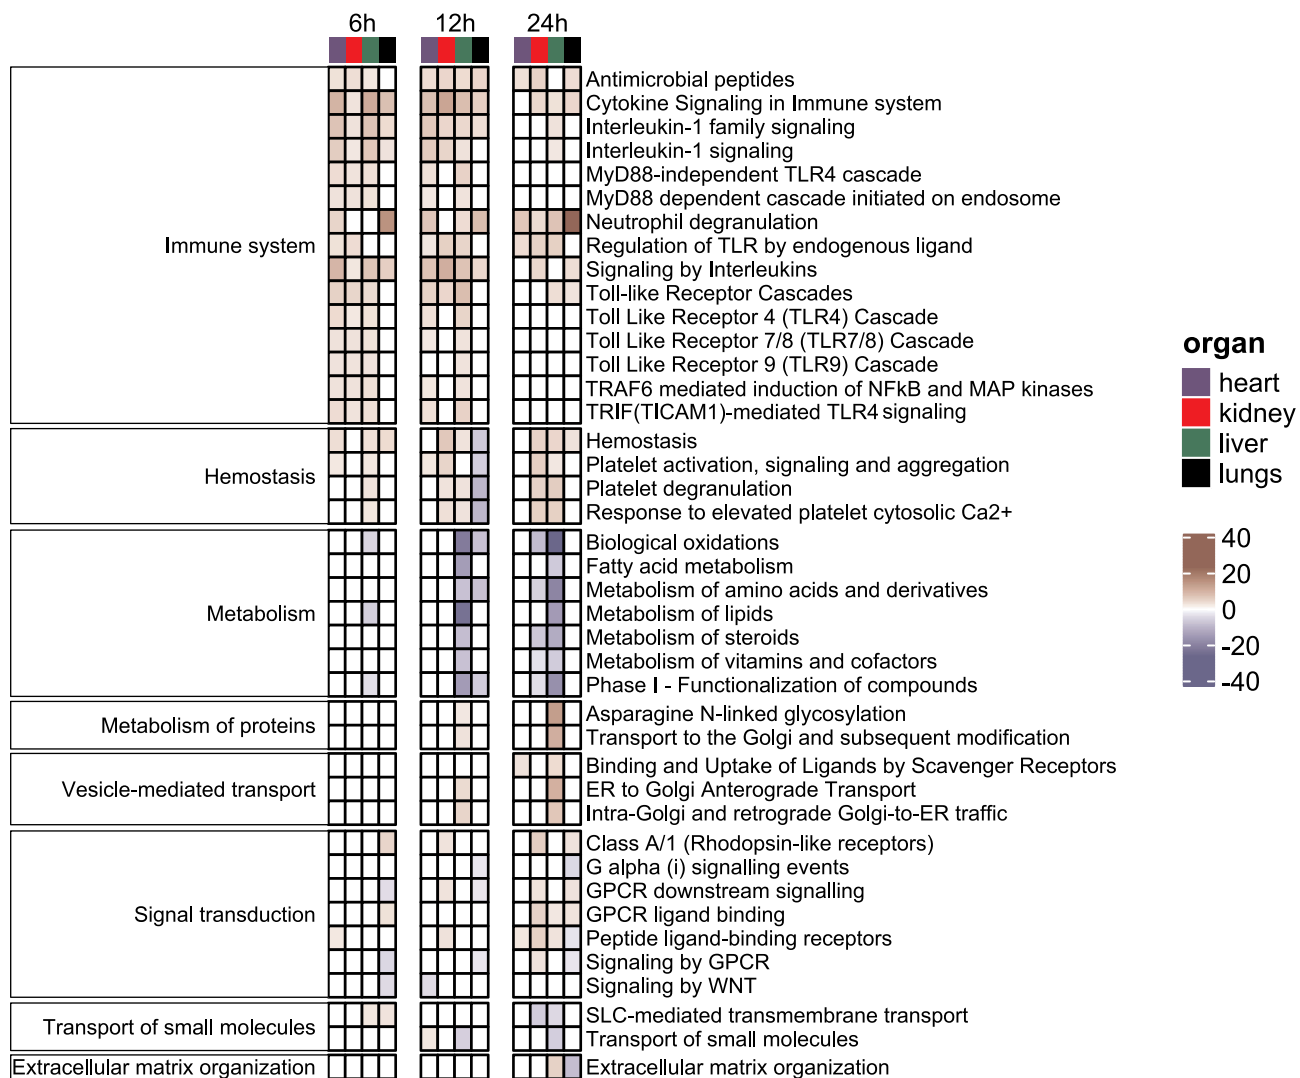 6h 12h 24h
Immune system
Antimicrobial peptides
Cytokine Signaling in Immune system
Interleukin-1 family signaling
Interleukin-1 signaling
MyD88-independent TLR4 cascade
MyD88 dependent cascade initiated on endosome
Neutrophil degranulation
Regulation of TLR by endogenous ligand
Signaling by Interleukins
Toll-like Receptor Cascades
Toll Like Receptor 4 (TLR4) Cascade
Toll Like Receptor 7/8 (TLR7/8) Cascade
Toll Like Receptor 9 (TLR9) Cascade
TRAF6 mediated induction of NFkB and MAP kinases
TRIF(TICAM1)-mediated TLR4 signaling
Hemostasis
Hemostasis
Platelet activation, signaling and aggregation
Platelet degranulation
Response to elevated platelet cytosolic Ca2+
Metabolism
Biological oxidations
Fatty acid metabolism
Metabolism of amino acids and derivatives
Metabolism of lipids
Metabolism of steroids
Metabolism of vitamins and cofactors
Phase I - Functionalization of compounds
Metabolism of proteins
Asparagine N-linked glycosylation
Transport to the Golgi and subsequent modification
Vesicle-mediated transport
Binding and Uptake of Ligands by Scavenger Receptors
ER to Golgi Anterograde Transport
Intra-Golgi and retrograde Golgi-to-ER traffic
Signal transduction
Class A/1 (Rhodopsin-like receptors)
G alpha (i) signalling events
GPCR downstream signalling
GPCR ligand binding
Peptide ligand-binding receptors
Signaling by GPCR
Signaling by WNT
Transport of small molecules
SLC-mediated transmembrane transport
Transport of small molecules
Extracellular matrix organization
Extracellular matrix organization
organ
heart
kidney
liver
lungs
40
20
0
-20
-40